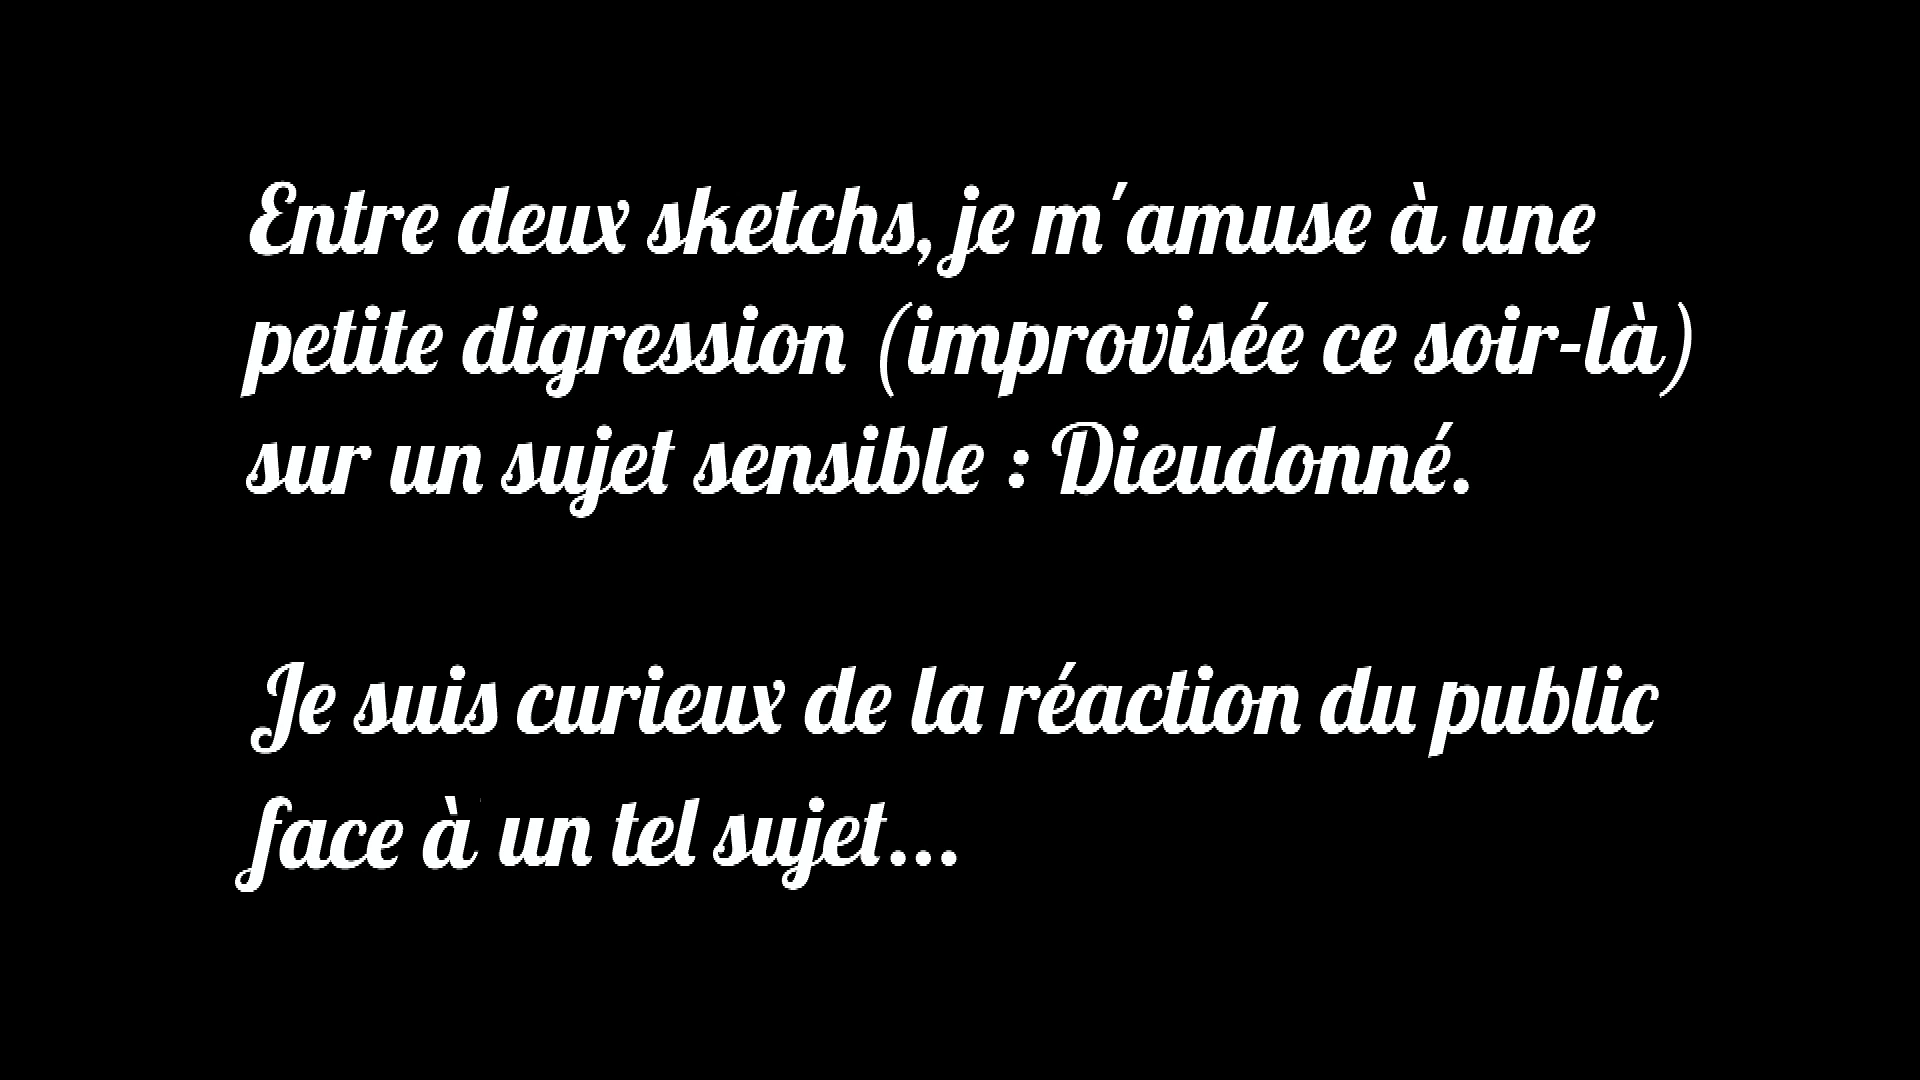 Entre deux sketchs, je m'amuse à une
petite digression (improvisée ce soir-là)
sur un sujet sensible : Dieudonné.
Je suis curieux de la réaction du public
face à un tel sujet...